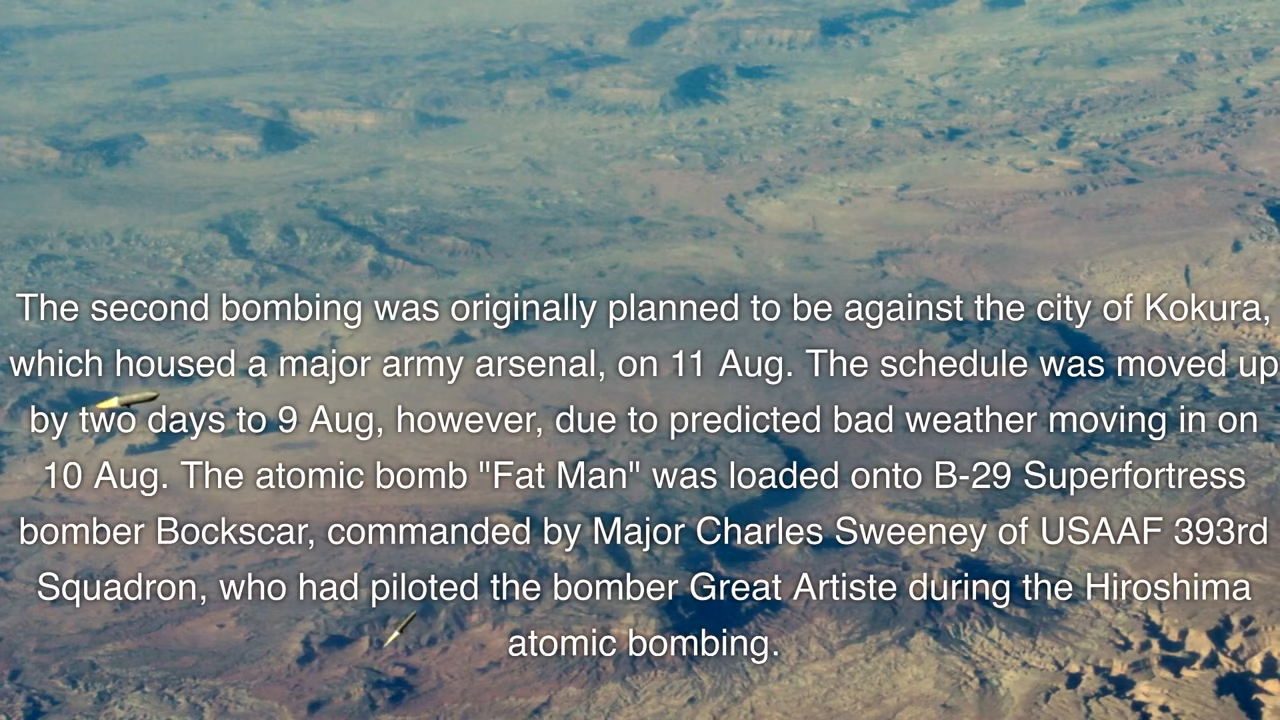 The second bombing was originally planned to be against the city of Kokura,
which housed a major army arsenal, on 11 Aug. The schedule was moved up
by two days to 9 Aug, however, due to predicted bad weather moving in on
10 Aug. The atomic bomb "Fat Man" was loaded onto B-29 Superfortress
bomber Bockscar, commanded by Major Charles Sweeney of USAAF 393rd
Squadron, who had piloted the bomber Great Artiste during the Hiroshima
atomic bombing.